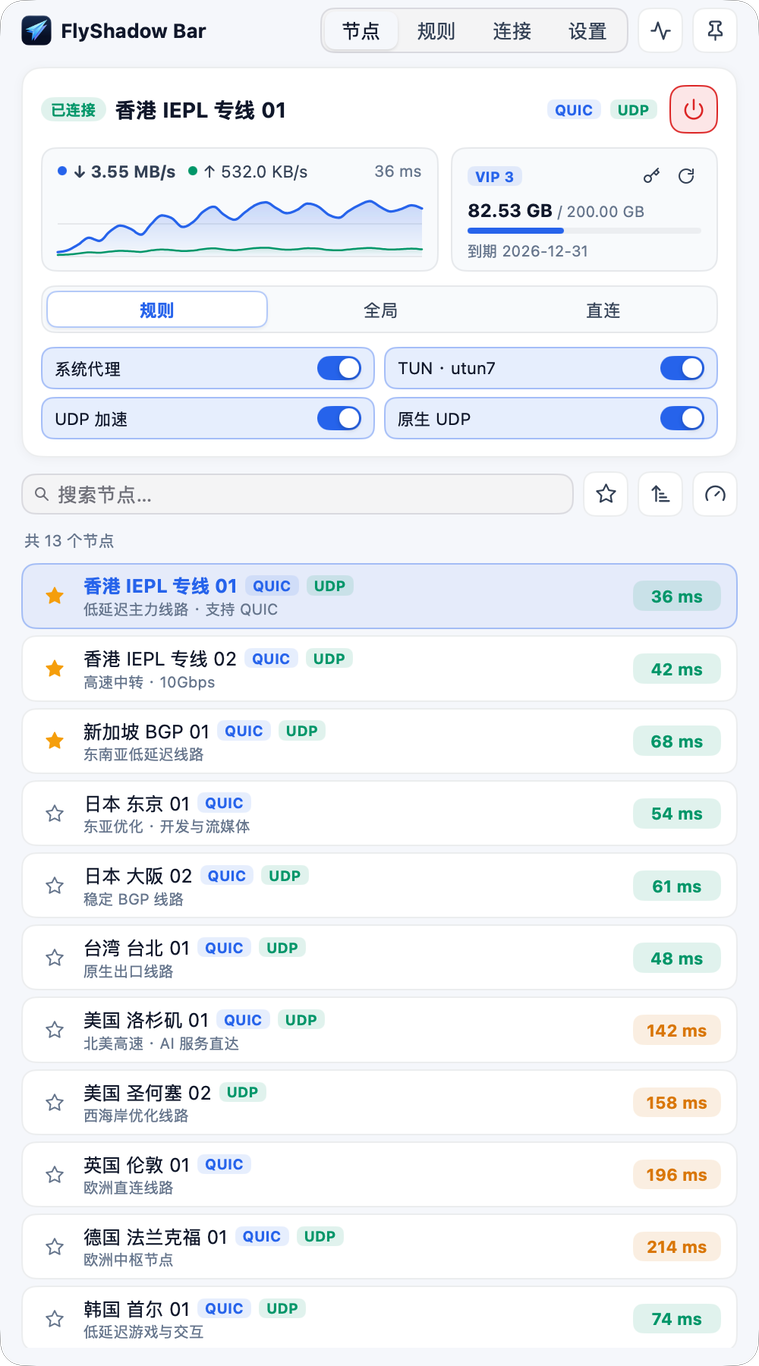 FlyShadow Bar
节点 规则 连接 设置
已连接 香港 IEPL 专线 01 QUIC UDP
↓ 3.55 MB/s ↑ 532.0 KB/s 36 ms
VIP 3
82.53 GB / 200.00 GB
到期 2026-12-31
规则 全局 直连
系统代理 TUN · utun7
UDP 加速 原生 UDP
搜索节点...
共 13 个节点
香港 IEPL 专线 01 QUIC UDP
低延迟主力线路 · 支持 QUIC
36 ms
香港 IEPL 专线 02 QUIC UDP
高速中转 · 10Gbps
42 ms
新加坡 BGP 01 QUIC UDP
东南亚低延迟线路
68 ms
日本 东京 01 QUIC
东亚优化 · 开发与流媒体
54 ms
日本 大阪 02 QUIC UDP
稳定 BGP 线路
61 ms
台湾 台北 01 QUIC UDP
原生出口线路
48 ms
美国 洛杉矶 01 QUIC UDP
北美高速 · AI 服务直达
142 ms
美国 圣何塞 02 UDP
西海岸优化线路
158 ms
英国 伦敦 01 QUIC
欧洲直连线路
196 ms
德国 法兰克福 01 QUIC UDP
欧洲中枢节点
214 ms
韩国 首尔 01 QUIC UDP
低延迟游戏与交互
74 ms